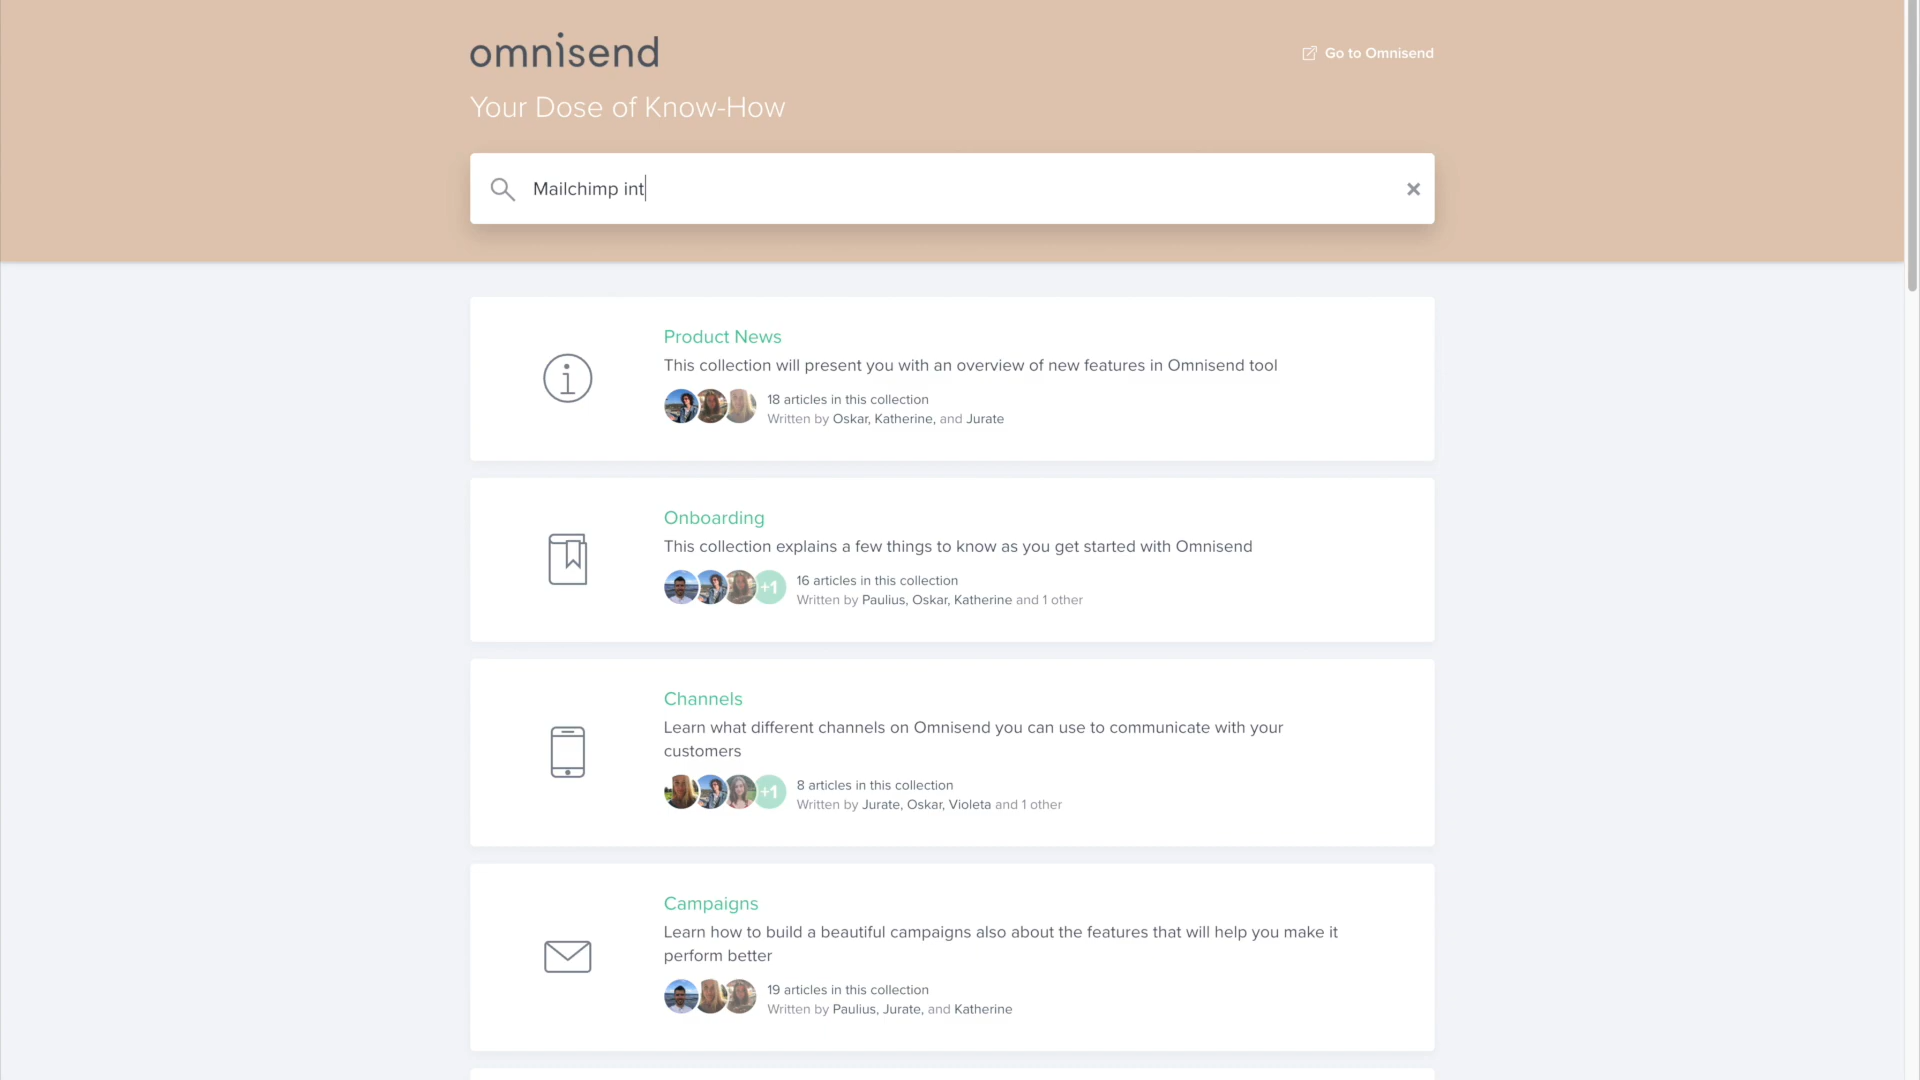 omnisend
Go to Omnisend
Your Dose of Know-How
Mailchimp int
Product News
This collection will present you with an overview of new features in Omnisend tool
18 articles in this collection
Written by Oskar, Katherine, and Jurate
Onboarding
This collection explains a few things to know as you get started with Omnisend
+1
16 articles in this collection
Written by Paulius, Oskar, Katherine and 1 other
Channels
Learn what different channels on Omnisend you can use to communicate with your
customers
+1
8 articles in this collection
Written by Jurate, Oskar, Violeta and 1 other
Campaigns
Learn how to build a beautiful campaigns also about the features that will help you make it
perform better
19 articles in this collection
Written by Paulius, Jurate, and Katherine